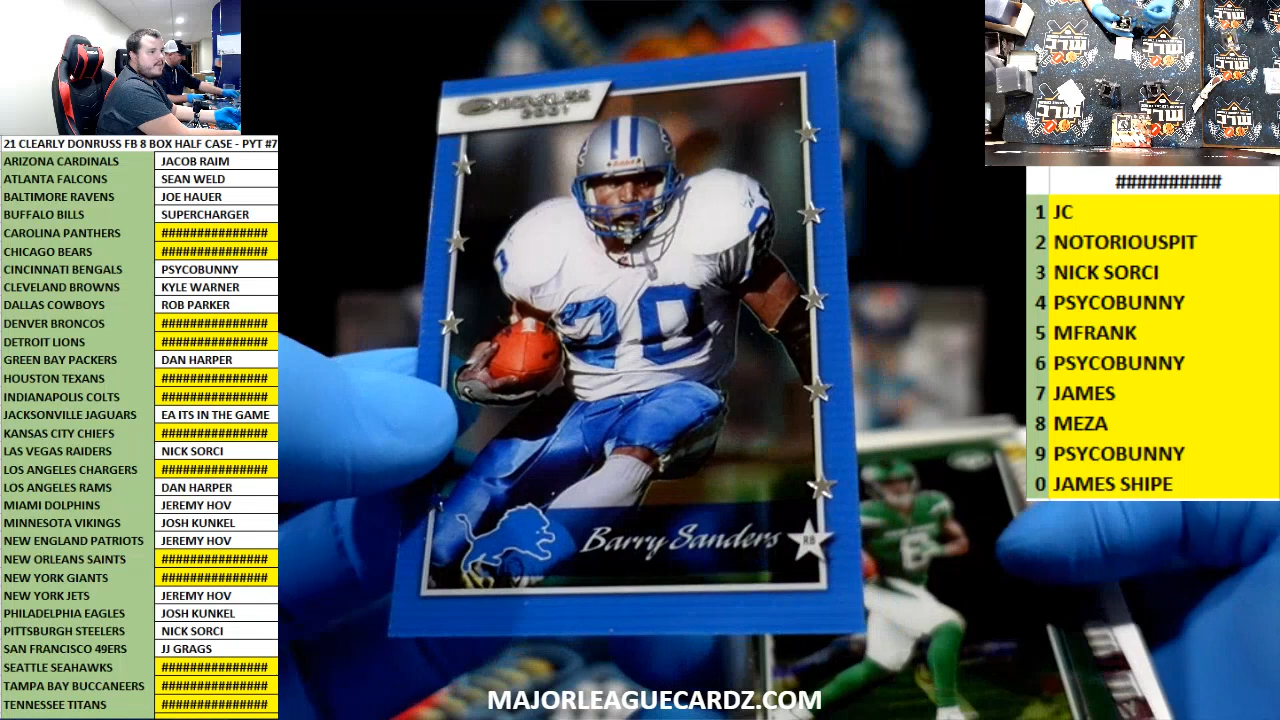 21 CLEARLY DONRUSS FB 8 BOX HALF CASE - PYT #7
ARIZONA CARDINALS JACOB RAIM
ATLANTA FALCONS SEAN WELD
BALTIMORE RAVENS JOE HAUER
BUFFALO BILLS SUPERCHARGER
CAROLINA PANTHERS ###############
CHICAGO BEARS ###############
CINCINNATI BENGALS PSYCOBUNNY
CLEVELAND BROWNS KYLE WARNER
DALLAS COWBOYS ROB PARKER
DENVER BRONCOS ###############
DETROIT LIONS ###############
GREEN BAY PACKERS DAN HARPER
HOUSTON TEXANS ###############
INDIANAPOLIS COLTS ###############
JACKSONVILLE JAGUARS EA ITS IN THE GAME
KANSAS CITY CHIEFS ###############
LAS VEGAS RAIDERS NICK SORCI
LOS ANGELES CHARGERS ###############
LOS ANGELES RAMS DAN HARPER
MIAMI DOLPHINS JEREMY HOV
MINNESOTA VIKINGS JOSH KUNKEL
NEW ENGLAND PATRIOTS JEREMY HOV
NEW ORLEANS SAINTS ###############
NEW YORK GIANTS ###############
NEW YORK JETS JEREMY HOV
PHILADELPHIA EAGLES JOSH KUNKEL
PITTSBURGH STEELERS NICK SORCI
SAN FRANCISCO 49ERS JJ GRAGS
SEATTLE SEAHAWKS ###############
TAMPA BAY BUCCANEERS ###############
TENNESSEE TITANS ###############
DONRUSS
2001
20
Barry Sanders
RB
6
MAJORLEAGUECARDZ.COM
##########
1 JC
2 NOTORIOUSPIT
3 NICK SORCI
4 PSYCOBUNNY
5 MFRANK
6 PSYCOBUNNY
7 JAMES
8 MEZA
9 PSYCOBUNNY
0 JAMES SHIPE